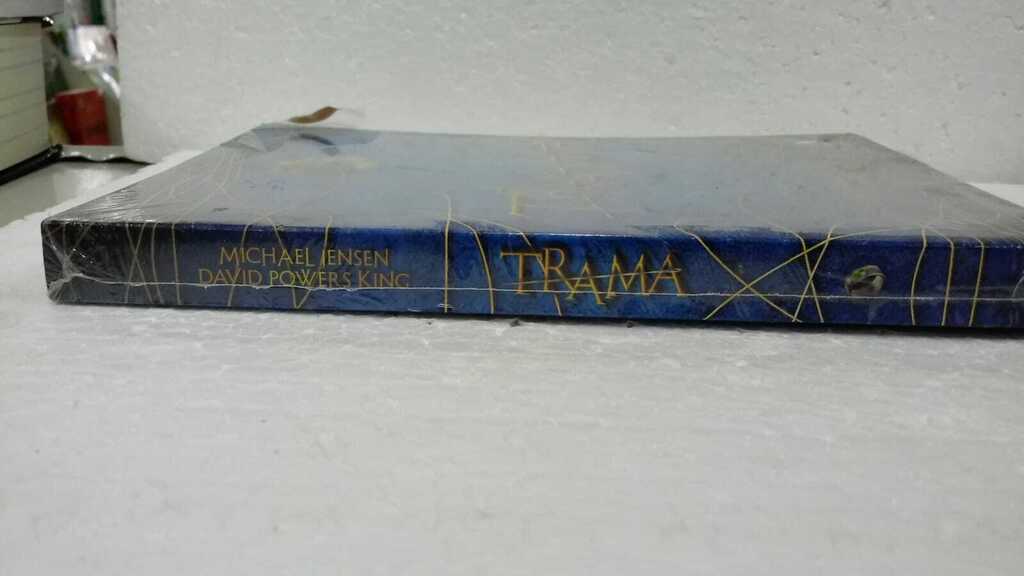 MICHAEL JENSEN
DAVID POWERS KING
TRAMA